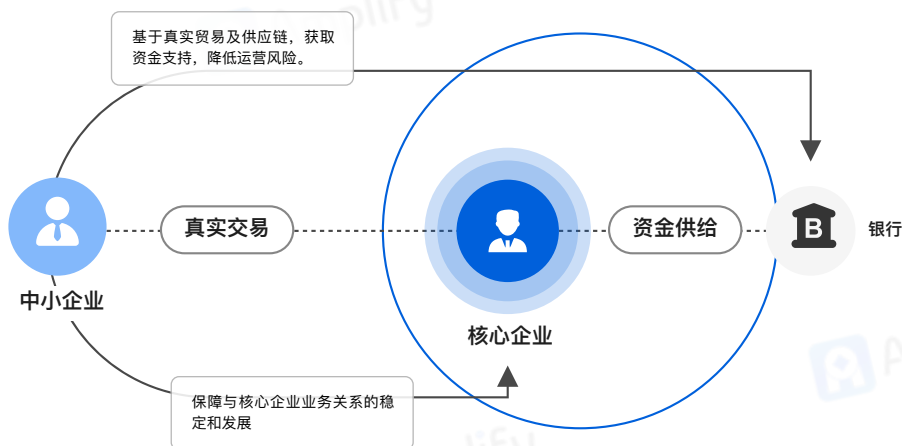 基于真实贸易及供应链，获取
资金支持，降低运营风险。
真实交易
资金供给
B
银行
中小企业
核心企业
保障与核心企业业务关系的稳
定和发展